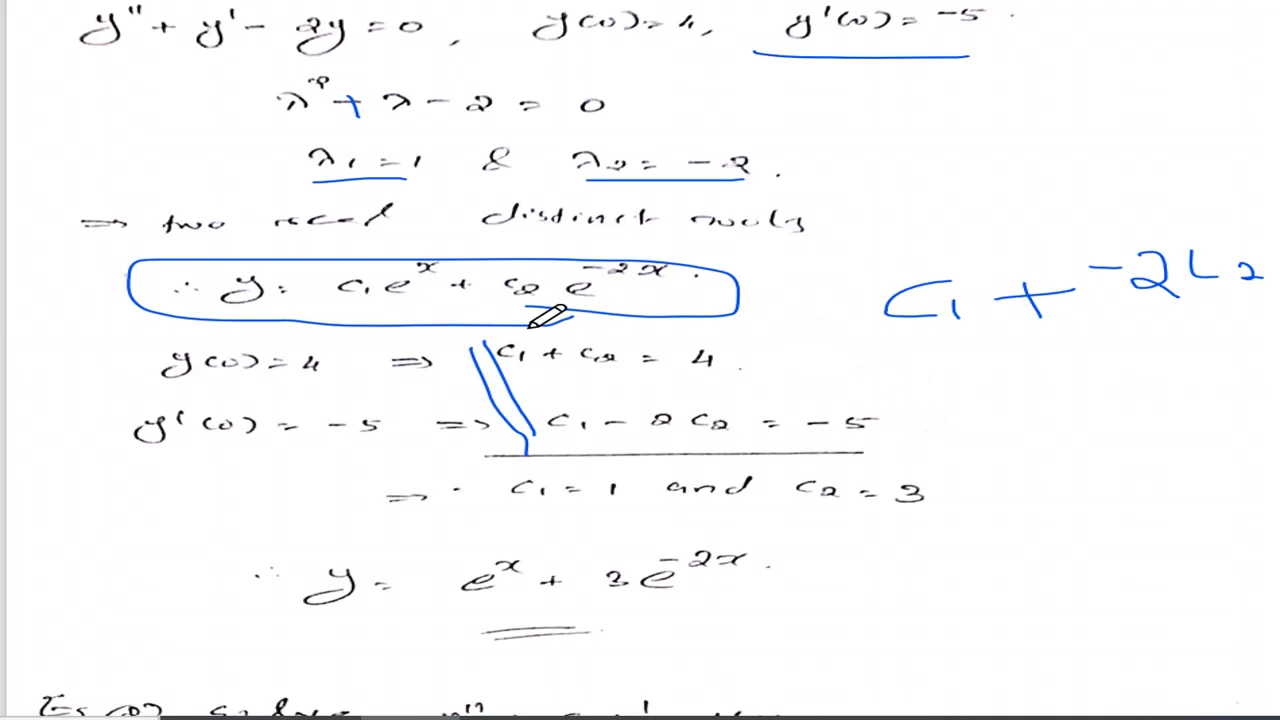 y'' + y' - 2y = 0, y(0) = 4, y'(0) = -5.
λ² + λ - 2 = 0
λ₁ = 1 & λ₂ = -2.
⇒ two real distinct roots
∴ y = c₁eˣ + c₂e⁻²ˣ.
c₁ + -2c₂
y(0) = 4 ⇒ c₁ + c₂ = 4.
y'(0) = -5 ⇒ c₁ - 2c₂ = -5
⇒ c₁ = 1 and c₂ = 3
∴ y = eˣ + 3e⁻²ˣ.